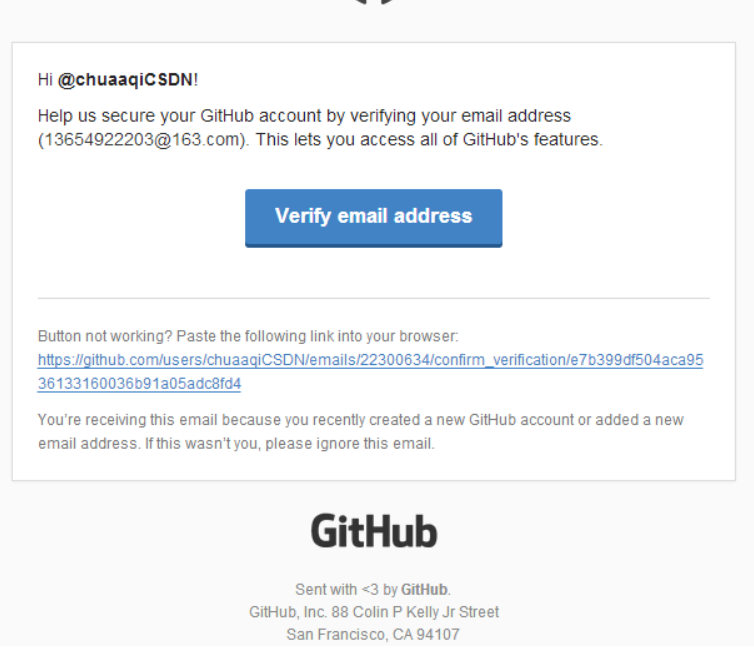 Hi @chuaaqiCSDN!
Help us secure your GitHub account by verifying your email address
(13654922203@163.com). This lets you access all of GitHub's features.
Verify email address
Button not working? Paste the following link into your browser:
https://github.com/users/chuaaqiCSDN/emails/22300634/confirm_verification/e7b399df504aca95
36133160036b91a05adc8fd4
You're receiving this email because you recently created a new GitHub account or added a new
email address. If this wasn't you, please ignore this email.
GitHub
Sent with <3 by GitHub.
GitHub, Inc. 88 Colin P Kelly Jr Street
San Francisco, CA 94107